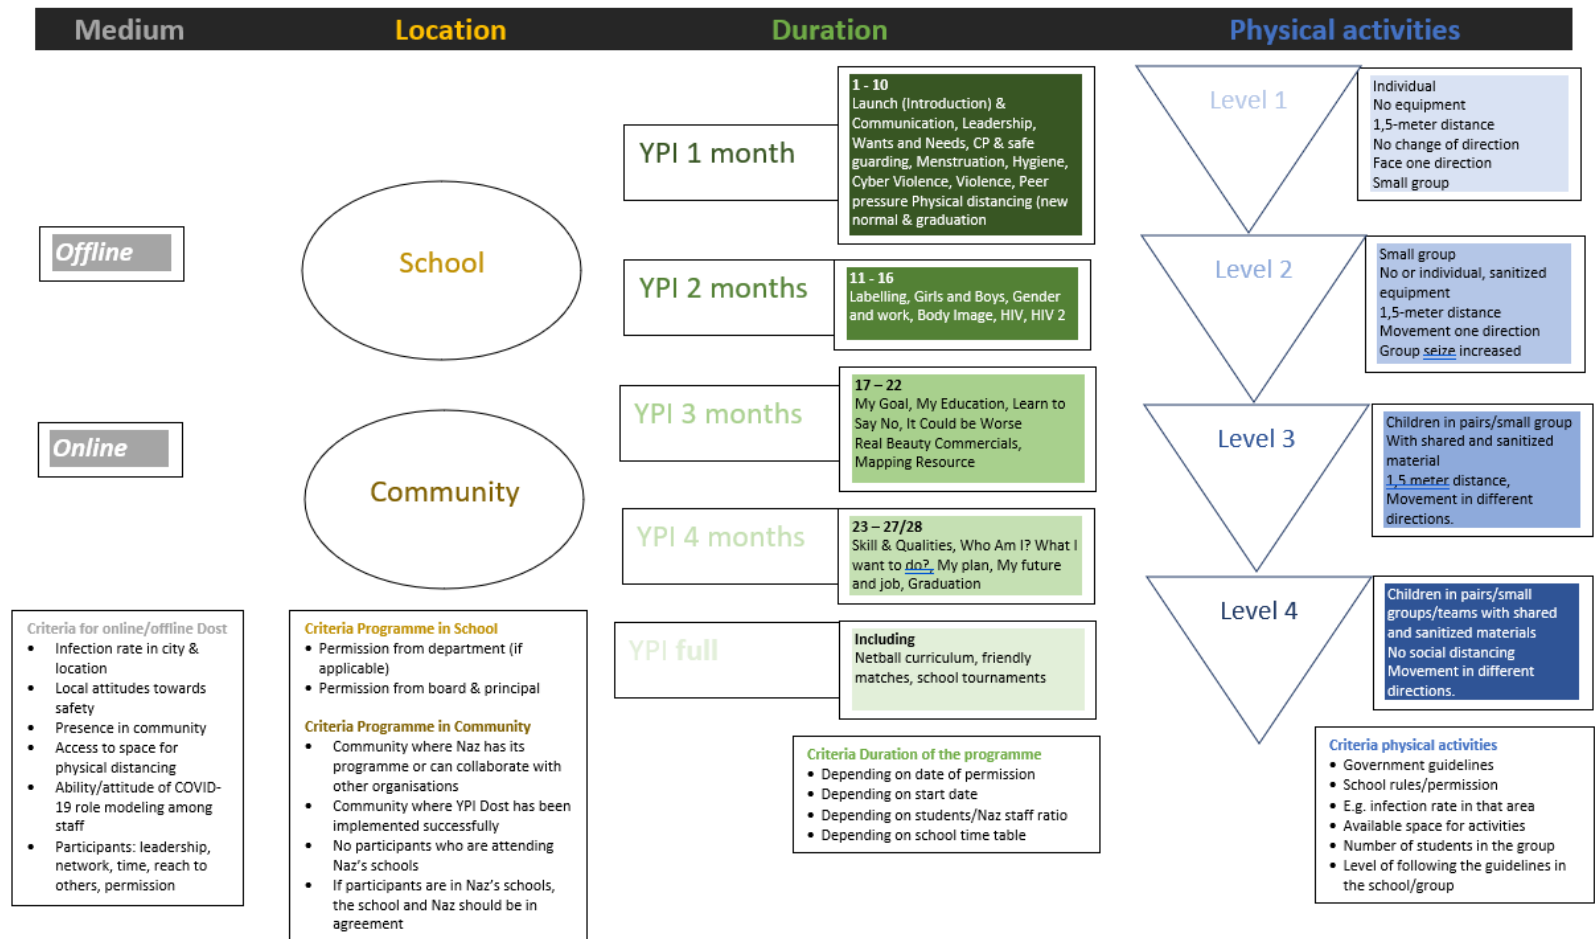 Medium
Location
Duration
Physical activities
Offline
Online
Criteria for online/offline Dost
• Infection rate in city &
location
• Local attitudes towards
safety
• Presence in community
• Access to space for
physical distancing
• Ability/attitude of COVID-
19 role modeling among
staff
• Participants: leadership,
network, time, reach to
others, permission
School
Community
Criteria Programme in School
• Permission from department (if
applicable)
• Permission from board & principal
Criteria Programme in Community
• Community where Naz has its
programme or can collaborate with
other organisations
• Community where YPI Dost has been
implemented successfully
• No participants who are attending
Naz's schools
• If participants are in Naz's schools,
the school and Naz should be in
agreement
YPI 1 month
1 - 10
Launch (Introduction) &
Communication, Leadership,
Wants and Needs, CP & safe
guarding, Menstruation, Hygiene,
Cyber Violence, Violence, Peer
pressure Physical distancing (new
normal & graduation
YPI 2 months
11 - 16
Labelling, Girls and Boys, Gender
and work, Body Image, HIV, HIV 2
YPI 3 months
17 – 22
My Goal, My Education, Learn to
Say No, It Could be Worse
Real Beauty Commercials,
Mapping Resource
YPI 4 months
23 – 27/28
Skill & Qualities, Who Am I? What I
want to do?, My plan, My future
and job, Graduation
YPI full
Including
Netball curriculum, friendly
matches, school tournaments
Criteria Duration of the programme
• Depending on date of permission
• Depending on start date
• Depending on students/Naz staff ratio
• Depending on school time table
Level 1
Individual
No equipment
1,5-meter distance
No change of direction
Face one direction
Small group
Level 2
Small group
No or individual, sanitized
equipment
1,5-meter distance
Movement one direction
Group seize increased
Level 3
Children in pairs/small group
With shared and sanitized
material
1,5 meter distance,
Movement in different
directions.
Level 4
Children in pairs/small
groups/teams with shared
and sanitized materials
No social distancing
Movement in different
directions.
Criteria physical activities
• Government guidelines
• School rules/permission
• E.g. infection rate in that area
• Available space for activities
• Number of students in the group
• Level of following the guidelines in
the school/group